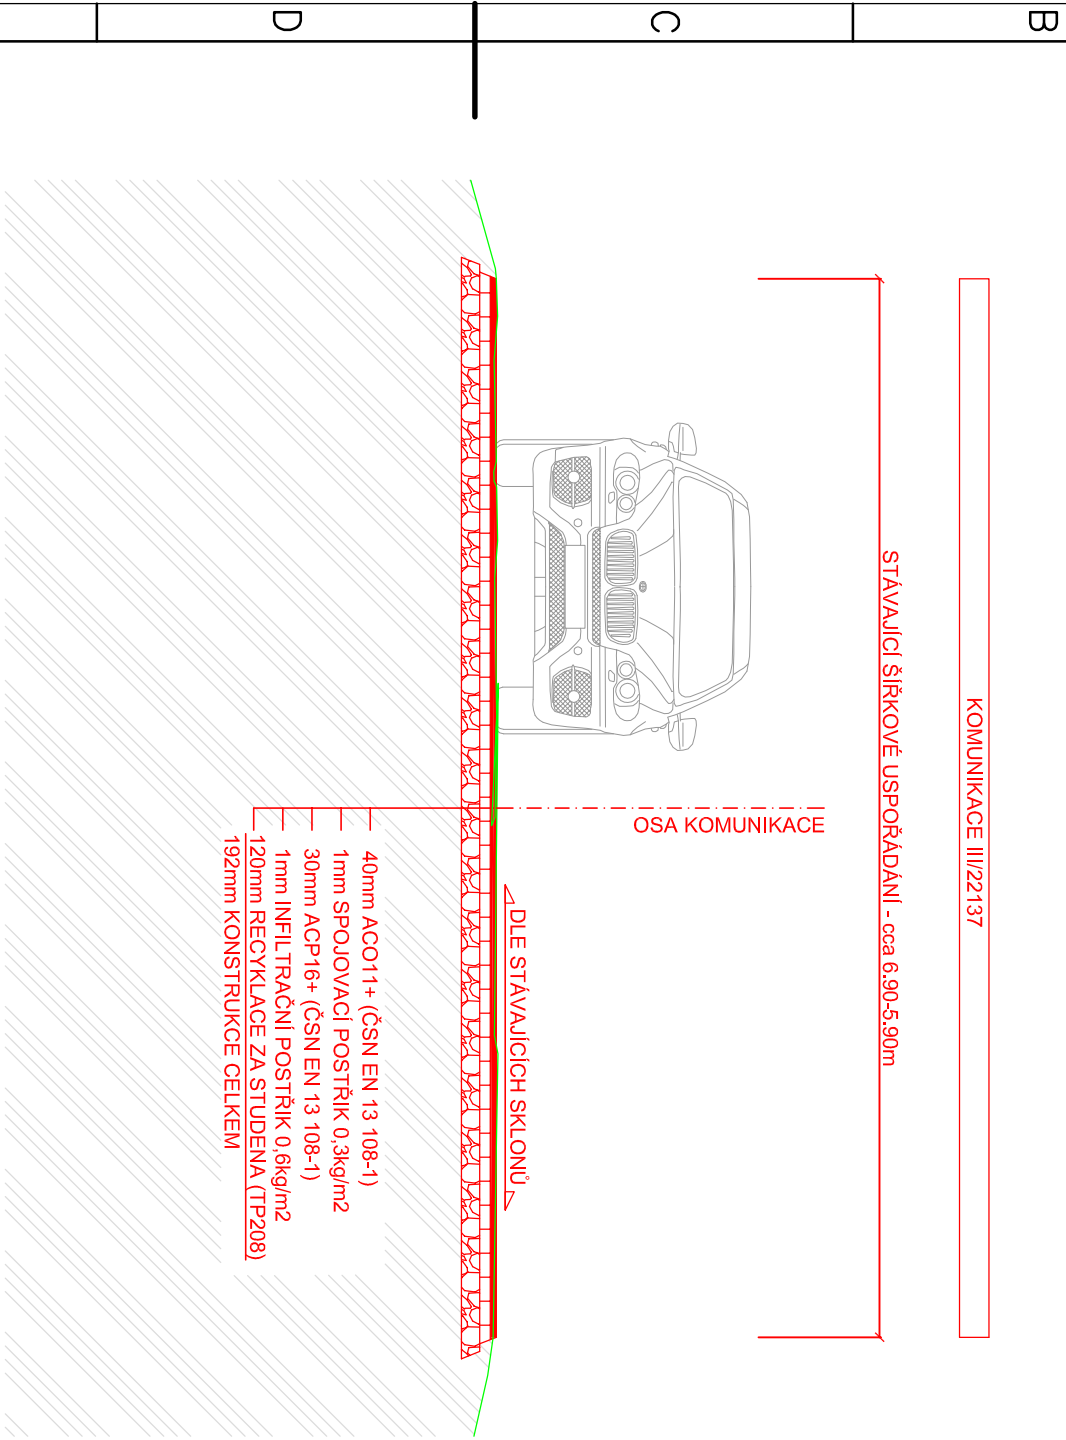 B
C
D
KOMUNIKACE III/22137
STÁVAJÍCÍ ŠÍŘKOVÉ USPOŘÁDÁNÍ - cca 6.90-5.90m
OSA KOMUNIKACE
DLE STÁVAJÍCÍCH SKLONŮ
40mm ACO11+ (ČSN EN 13 108-1)
1mm SPOJOVACÍ POSTŘIK 0,3kg/m2
30mm ACP16+ (ČSN EN 13 108-1)
1mm INFILTRAČNÍ POSTŘIK 0,6kg/m2
120mm RECYKLACE ZA STUDENA (TP208)
192mm KONSTRUKCE CELKEM